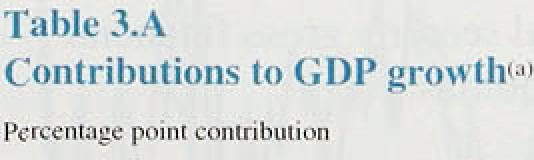 Table 3.A
Contributions to GDP growth(a)
Percentage point contribution